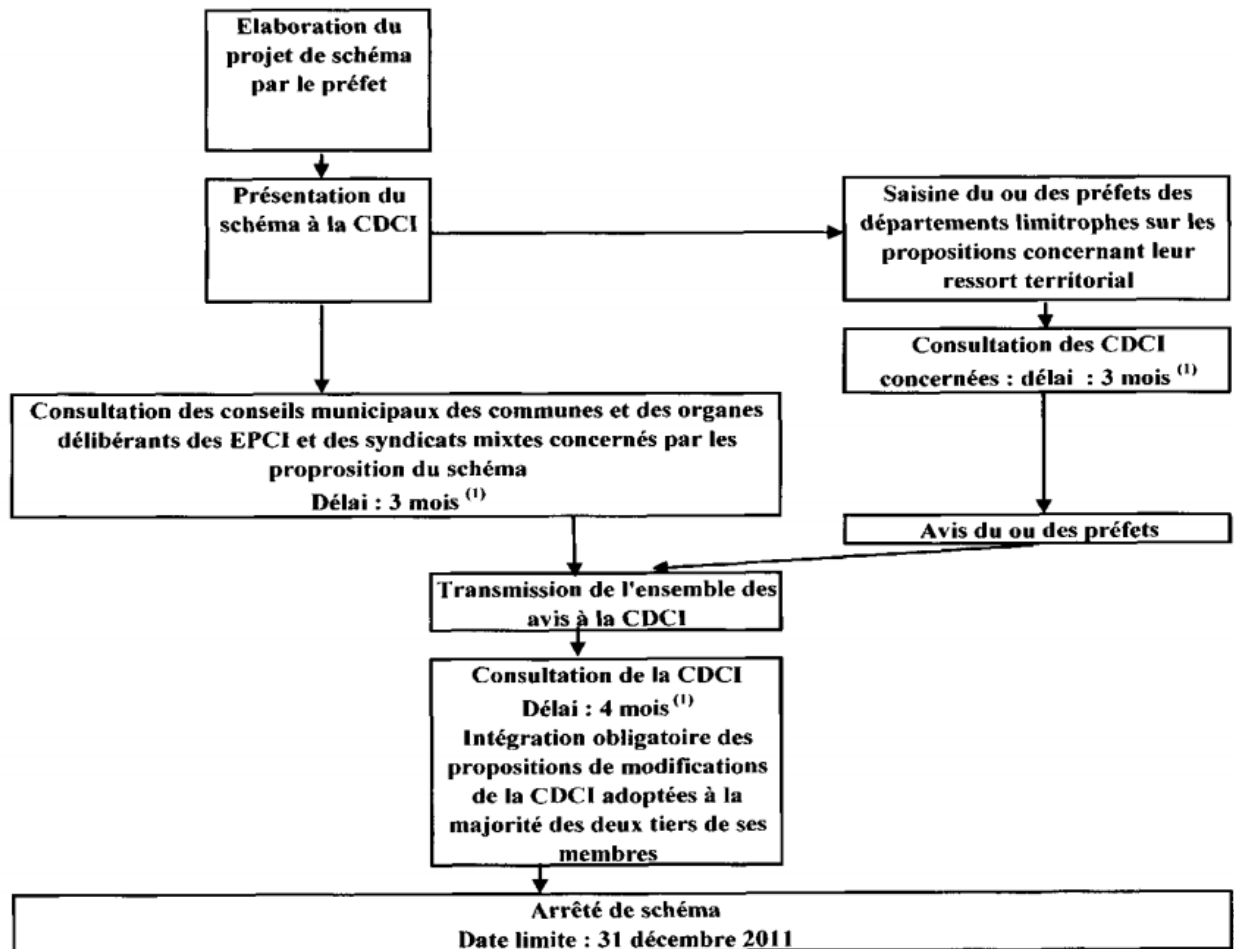 Elaboration du
projet de schéma
par le préfet
Présentation du
schéma à la CDCI
Saisine du ou des préfets des
départements limitrophes sur les
propositions concernant leur
ressort territorial
Consultation des CDCI
concernées : délai : 3 mois (1)
Consultation des conseils municipaux des communes et des organes
délibérants des EPCI et des syndicats mixtes concernés par les
proprosition du schéma
Délai : 3 mois (1)
Avis du ou des préfets
Transmission de l'ensemble des
avis à la CDCI
Consultation de la CDCI
Délai : 4 mois (1)
Intégration obligatoire des
propositions de modifications
de la CDCI adoptées à la
majorité des deux tiers de ses
membres
Arrêté de schéma
Date limite : 31 décembre 2011